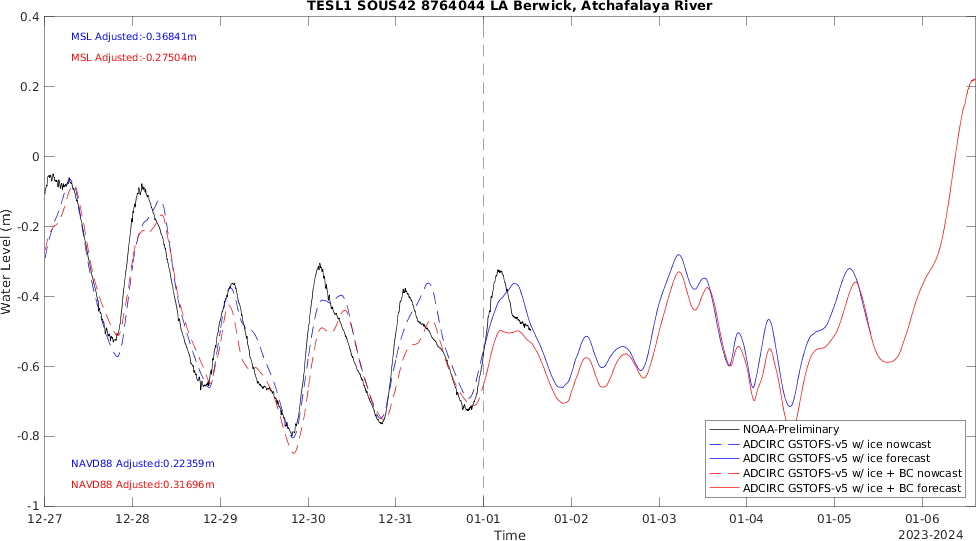 TESL1 SOUS42 8764044 LA Berwick, Atchafalaya River
MSL Adjusted:-0.36841m
MSL Adjusted:-0.27504m
Water Level (m)
0.4
0.2
0
-0.2
-0.4
-0.6
-0.8
-1
NAVD88 Adjusted:0.22359m
NAVD88 Adjusted:0.31696m
NOAA-Preliminary
ADCIRC GSTOFS-v5 w/ ice nowcast
ADCIRC GSTOFS-v5 w/ ice forecast
ADCIRC GSTOFS-v5 w/ ice + BC nowcast
ADCIRC GSTOFS-v5 w/ ice + BC forecast
12-27 12-28 12-29 12-30 12-31 01-01 01-02 01-03 01-04 01-05 01-06
Time
2023-2024